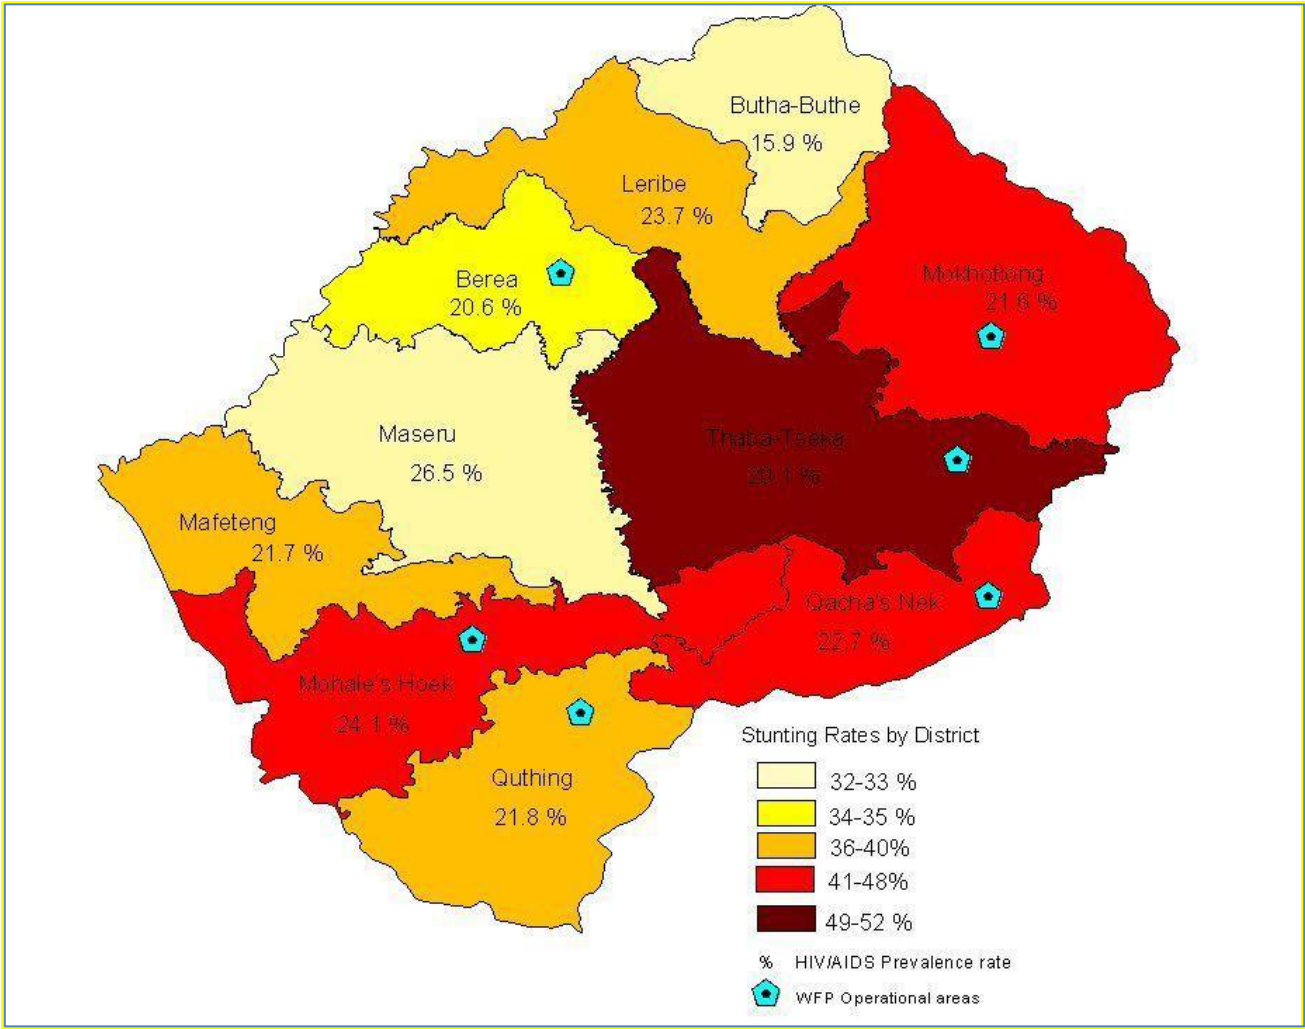 Butha-Buthe
15.9 %
Leribe
23.7 %
Mokhotlong
21.6 %
Berea
20.6 %
Maseru
26.5 %
Thaba-Tseka
20.1 %
Mafeteng
21.7 %
Qacha's Nek
22.7 %
Mohale's Hoek
24.1 %
Quthing
21.8 %
Stunting Rates by District
32-33 %
34-35 %
36-40%
41-48%
49-52 %
% HIV/AIDS Prevalence rate
WFP Operational areas